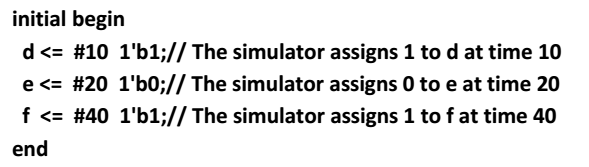 initial begin
d <= #10 1'b1;// The simulator assigns 1 to d at time 10
e <= #20 1'b0;// The simulator assigns 0 to e at time 20
f <= #40 1'b1;// The simulator assigns 1 to f at time 40
end